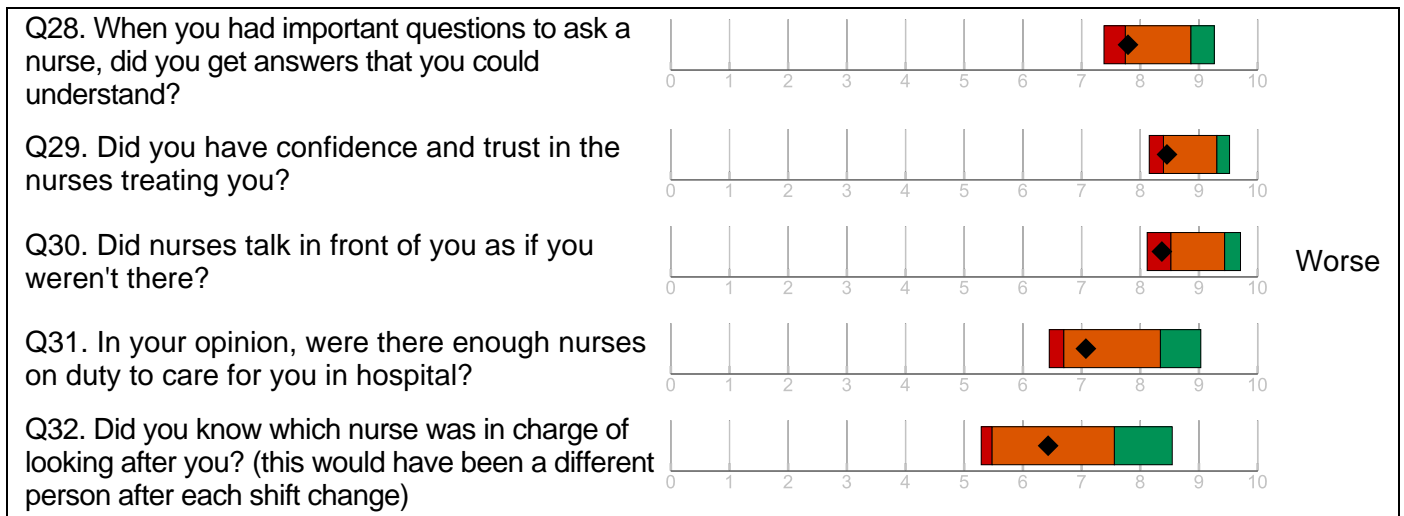 Q28. When you had important questions to ask a
nurse, did you get answers that you could
understand?
0 1 2 3 4 5 6 7 8 9 10
Q29. Did you have confidence and trust in the
nurses treating you?
0 1 2 3 4 5 6 7 8 9 10
Q30. Did nurses talk in front of you as if you
weren't there?
Worse
0 1 2 3 4 5 6 7 8 9 10
Q31. In your opinion, were there enough nurses
on duty to care for you in hospital?
0 1 2 3 4 5 6 7 8 9 10
Q32. Did you know which nurse was in charge of
looking after you? (this would have been a different
person after each shift change)
0 1 2 3 4 5 6 7 8 9 10